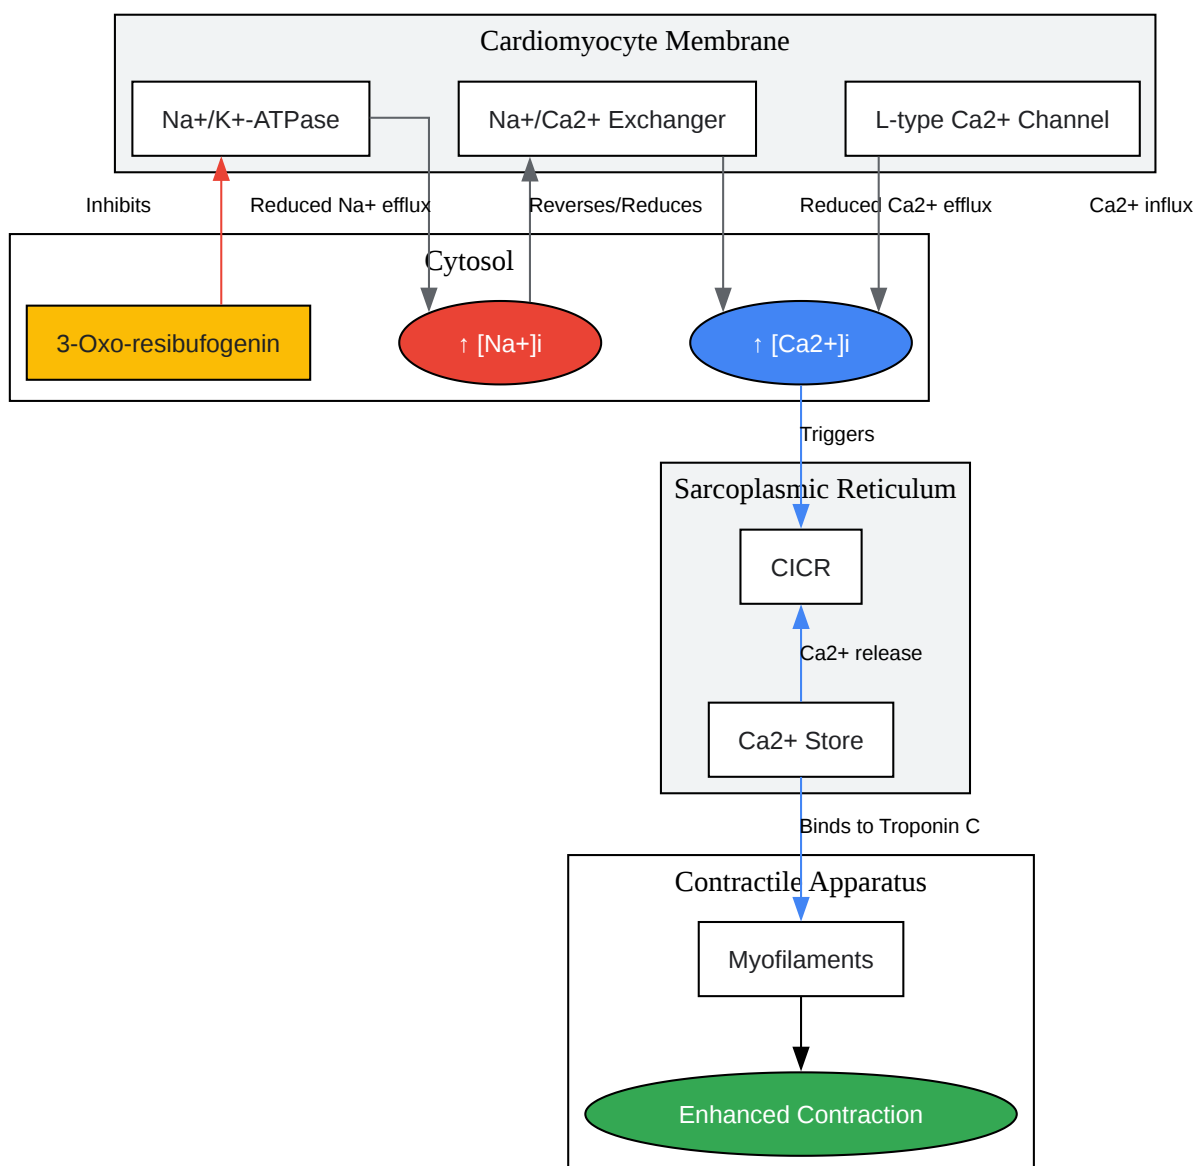 Cardiomyocyte Membrane
Na+/K+-ATPase
Na+/Ca2+ Exchanger
L-type Ca2+ Channel
Inhibits
Reduced Na+ efflux
Reverses/Reduces
Reduced Ca2+ efflux
Ca2+ influx
Cytosol
3-Oxo-resibufogenin
↑ [Na+]i
↑ [Ca2+]i
Triggers
Sarcoplasmic Reticulum
CICR
Ca2+ release
Ca2+ Store
Binds to Troponin C
Contractile Apparatus
Myofilaments
Enhanced Contraction